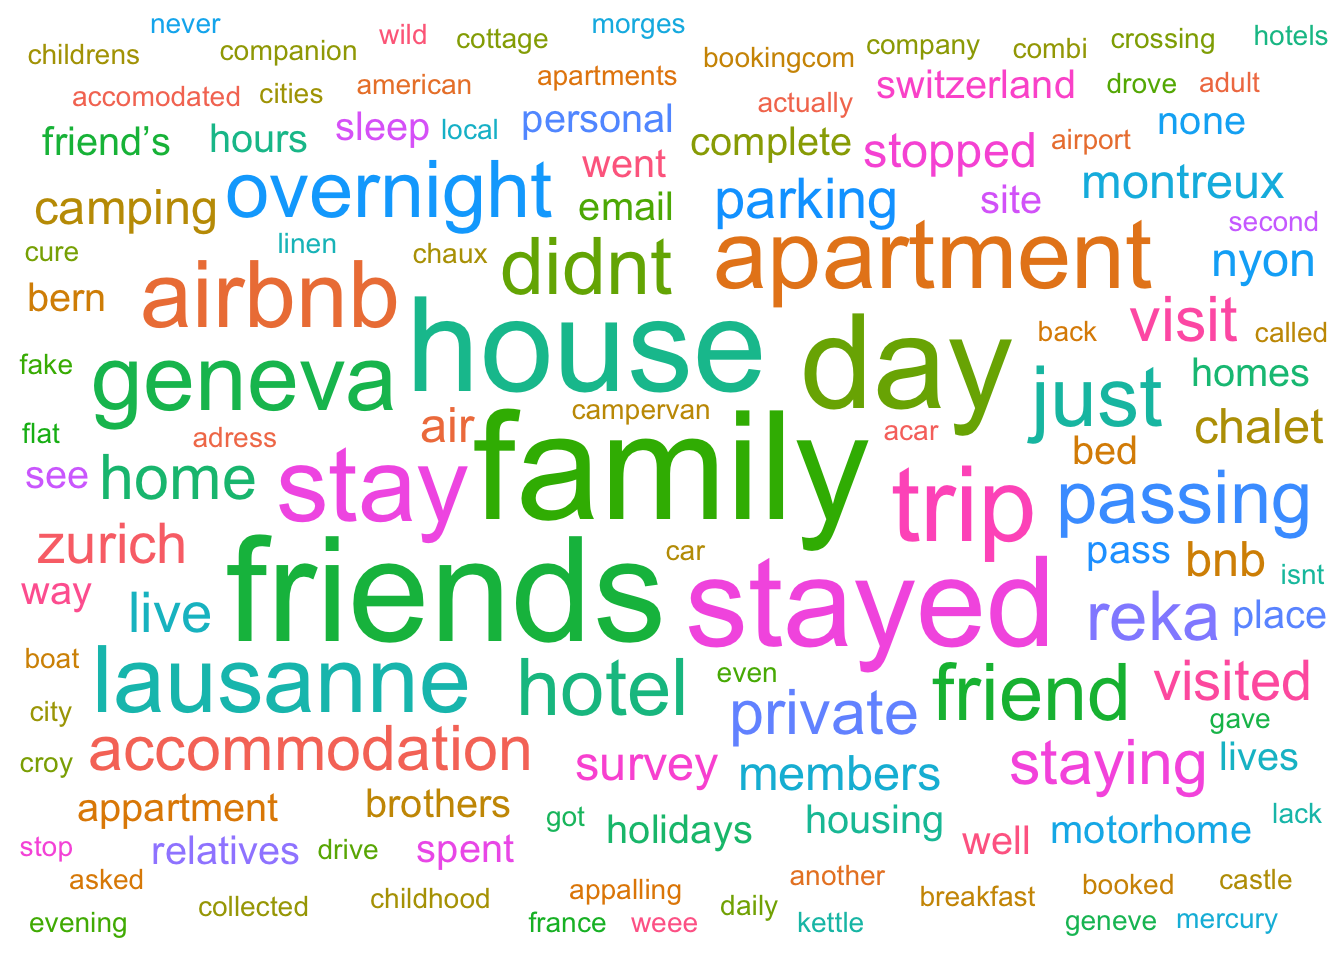 never wild cottage morges
childrens companion bookingcom company combi crossing hotels
accomodated cities american apartments actually switzerland drove adult
friend’s hours sleep local personal complete stopped airport none
camping overnight went email parking site montreux
cure linen chaux didnt apartment second nyon
bern airbnb house day back visit called
fake geneva just homes
flat adress air campervan family acar chalet
see home stay trip bed passing
zurich friends car stayed pass bnb isnt
way live reka place
boat lausanne hotel even friend visited
city private gave
croy accommodation survey members staying lives
appartment brothers got holidays housing well motorhome lack
stop relatives drive spent
asked collected childhood appalling another breakfast booked castle
evening france weee daily kettle geneve mercury